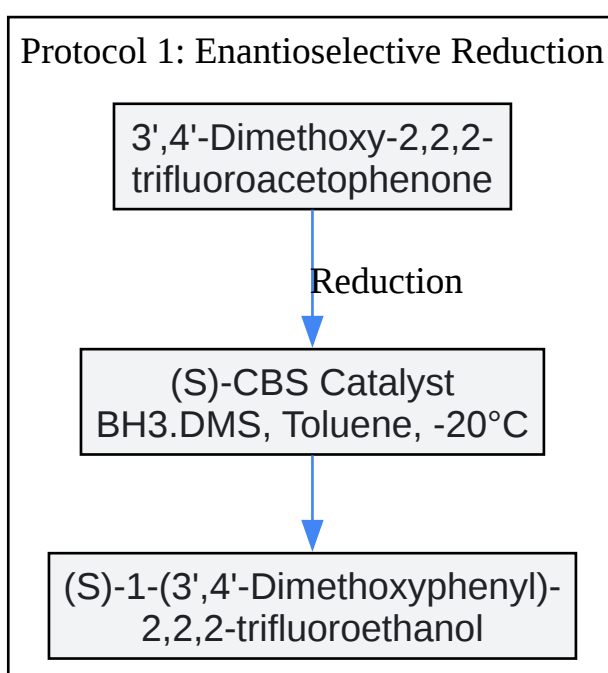 Protocol 1: Enantioselective Reduction
3',4'-Dimethoxy-2,2,2-
trifluoroacetophenone
Reduction
(S)-CBS Catalyst
BH3.DMS, Toluene, -20°C
(S)-1-(3',4'-Dimethoxyphenyl)-
2,2,2-trifluoroethanol